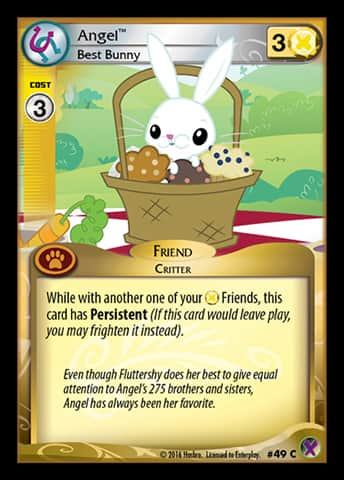 Angel™
Best Bunny
3
COST
3
FRIEND
CRITTER
While with another one of your Friends, this
card has Persistent (If this card would leave play,
you may frighten it instead).
Even though Fluttershy does her best to give equal
attention to Angel's 275 brothers and sisters,
Angel has always been her favorite.
© 2016 Hasbro. Licensed to Enterplay. #49 C